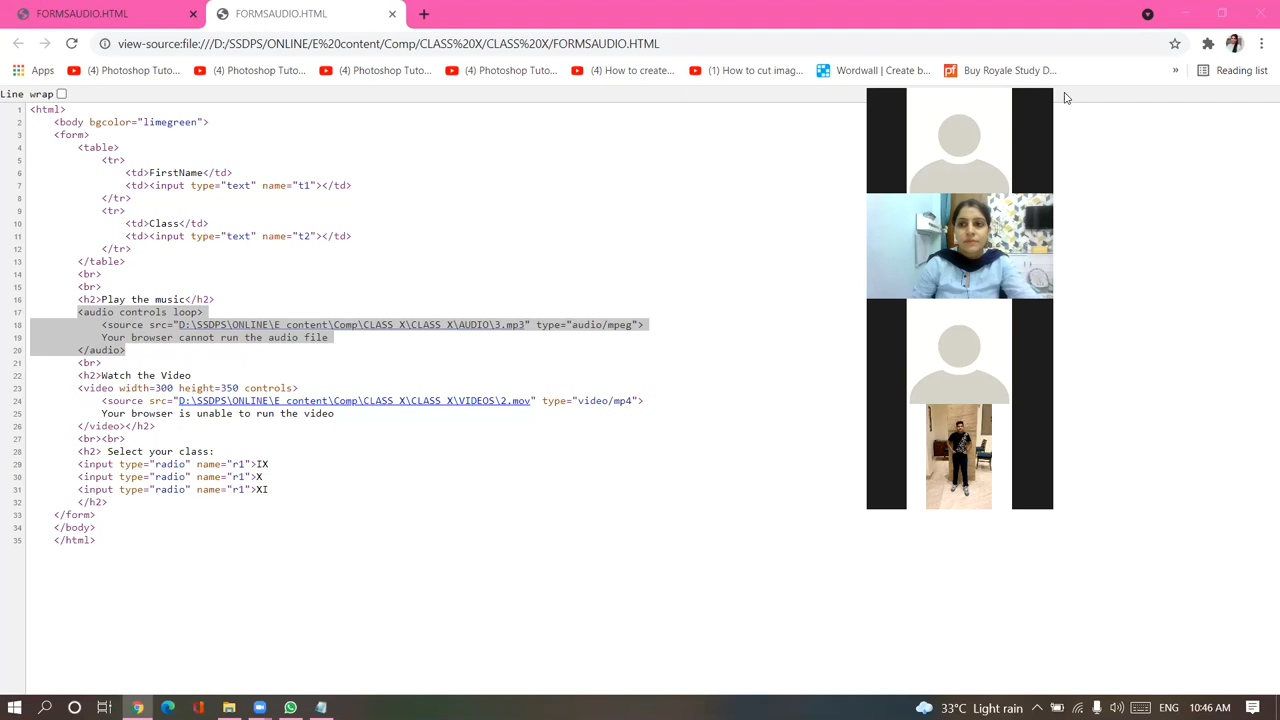 FORMSAUDIO.HTML
FORMSAUDIO.HTML
view-source:file:///D:/SSDPS/ONLINE/E%20content/Comp/CLASS%20X/CLASS%20X/FORMSAUDIO.HTML
Apps (4) Photoshop Tuto... (4) Photoshop Tuto... (4) Photoshop Tuto... (4) Photoshop Tuto... (4) How to create... (1) How to cut imag... Wordwall | Create b... pf Buy Royale Study D... » Reading list
Line wrap
1 <html>
2 <body bgcolor="limegreen">
3 <form>
4 <table>
5 <tr>
6 <td>FirstName</td>
7 <td><input type="text" name="t1"></td>
8 </tr>
9 <tr>
10 <td>Class</td>
11 <td><input type="text" name="t2"></td>
12 </tr>
13 </table>
14 <br>
15 <br>
16 <h2>Play the music</h2>
17 <audio controls loop>
18 <source src="D:\SSDPS\ONLINE\E content\Comp\CLASS X\CLASS X\AUDIO\3.mp3" type="audio/mpeg">
19 Your browser cannot run the audio file
20 </audio>
21 <br>
22 <h2>Watch the Video
23 <video width=300 height=350 controls>
24 <source src="D:\SSDPS\ONLINE\E content\Comp\CLASS X\CLASS X\VIDEOS\2.mov" type="video/mp4">
25 Your browser is unable to run the video
26 </video></h2>
27 <br><br>
28 <h2> Select your class:
29 <input type="radio" name="r1">IX
30 <input type="radio" name="r1">X
31 <input type="radio" name="r1">XI
32 </h2>
33 </form>
34 </body>
35 </html>
33°C Light rain ENG 10:46 AM